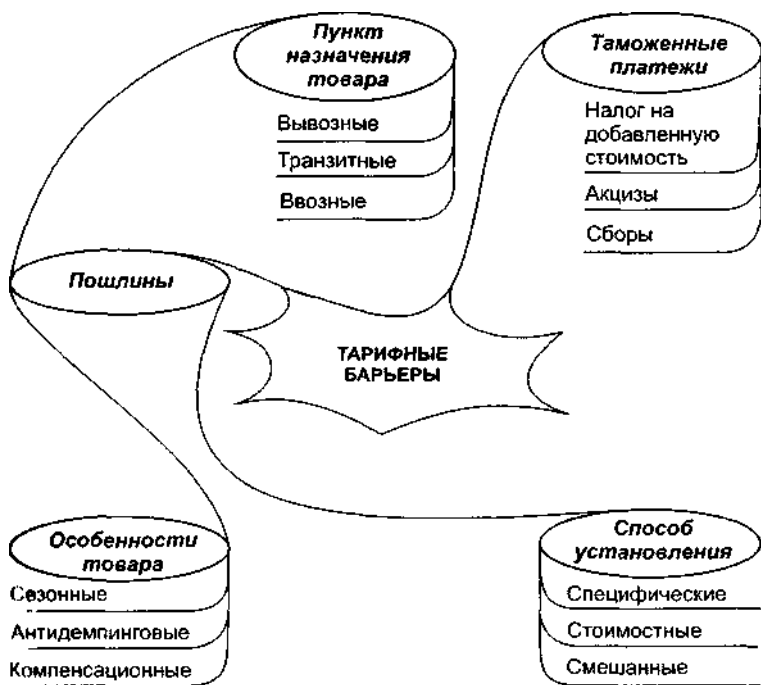 Пункт
назначения
товара
Вывозные
Транзитные
Ввозные
Таможенные
платежи
Налог на
добавленную
стоимость
Акцизы
Сборы
Пошлины
ТАРИФНЫЕ
БАРЬЕРЫ
Особенности
товара
Сезонные
Антидемпинговые
Компенсационные
Способ
установления
Специфические
Стоимостные
Смешанные